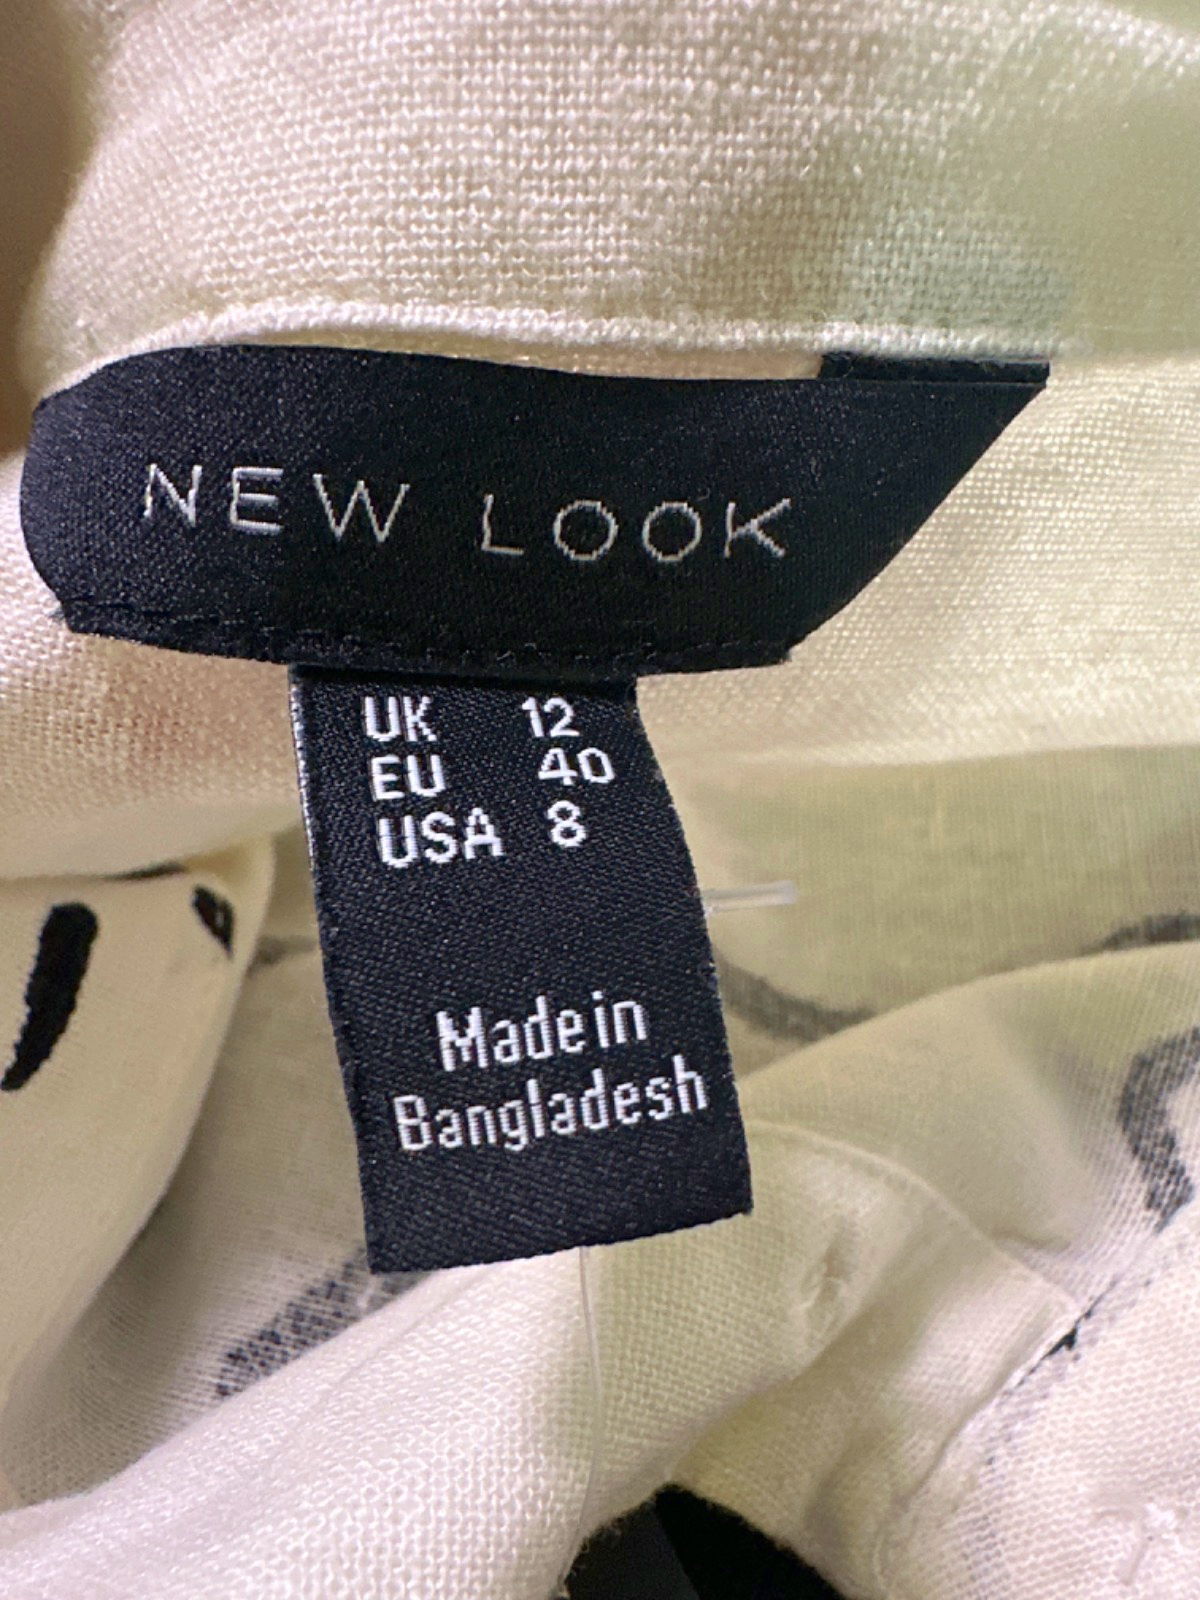 NEW LOOK
UK 12
EU 40
USA 8
Made in
Bangladesh